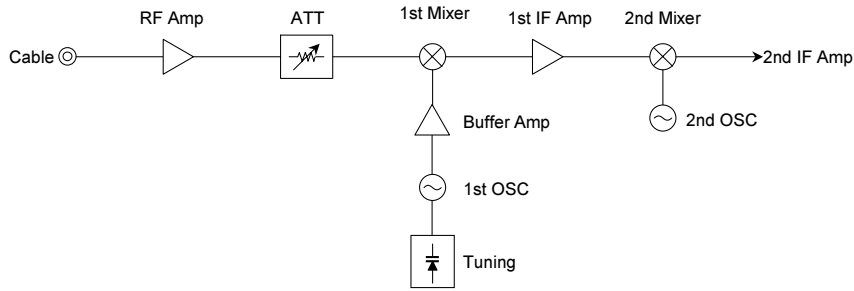 RF Amp
ATT
1st Mixer
1st IF Amp
2nd Mixer
Cable
2nd IF Amp
Buffer Amp
2nd OSC
1st OSC
Tuning